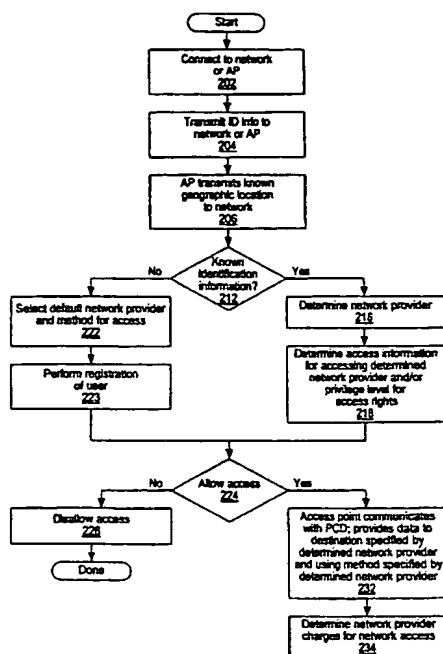 Start
Connect to network
or AP
202
Transmit ID info to
network or AP
204
AP transmits known
geographic location
to network
206
Known
identification
information?
212
No
Yes
Select default network provider
and method for access
222
Determine network provider
216
Perform registration
of user
223
Determine access information
for accessing determined
network provider and/or
privilege level for
access rights
218
Allow access
224
No
Yes
Disallow access
226
Done
Access point communicates
with PCD; provides data to
destination specified by
determined network provider
and using method specified by
determined network provider
232
Determine network provider
charges for network access
234